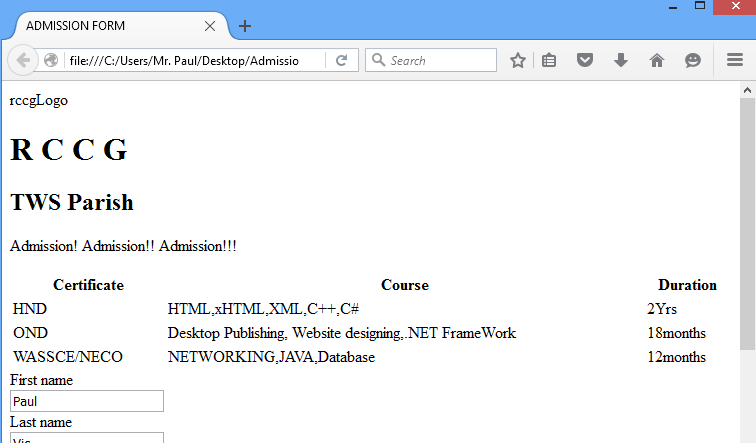 ADMISSION FORM
file:///C:/Users/Mr. Paul/Desktop/Admissio
Search
rccgLogo
R C C G
TWS Parish
Admission! Admission!! Admission!!!
Certificate Course Duration
HND HTML,xHTML,XML,C++,C# 2Yrs
OND Desktop Publishing, Website designing,.NET FrameWork 18months
WASSCE/NECO NETWORKING,JAVA,Database 12months
First name
Paul
Last name
Vic